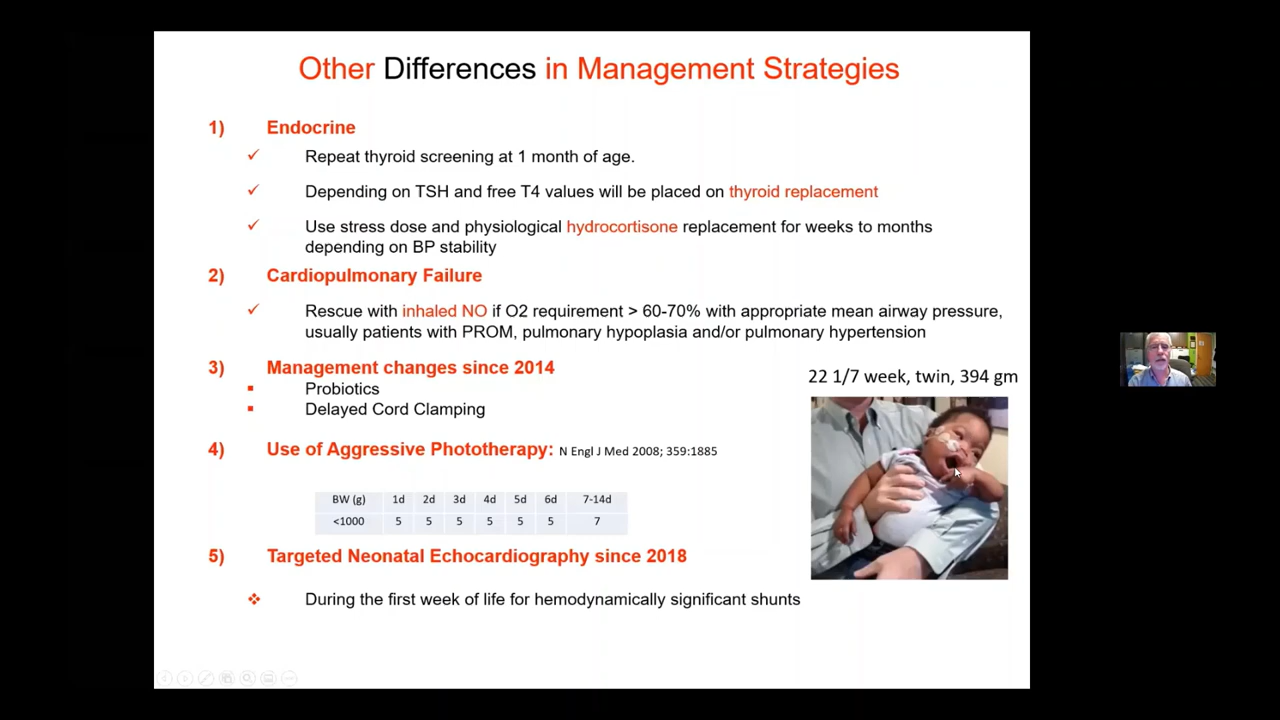 Other Differences in Management Strategies
1) Endocrine
✓ Repeat thyroid screening at 1 month of age.
✓ Depending on TSH and free T4 values will be placed on thyroid replacement
✓ Use stress dose and physiological hydrocortisone replacement for weeks to months
depending on BP stability
2) Cardiopulmonary Failure
✓ Rescue with inhaled NO if O2 requirement > 60-70% with appropriate mean airway pressure,
usually patients with PROM, pulmonary hypoplasia and/or pulmonary hypertension
3) Management changes since 2014
▪ Probiotics
▪ Delayed Cord Clamping
22 1/7 week, twin, 394 gm
4) Use of Aggressive Phototherapy: N Engl J Med 2008; 359:1885
BW (g) 1d 2d 3d 4d 5d 6d 7-14d
<1000 5 5 5 5 5 5 7
5) Targeted Neonatal Echocardiography since 2018
❖ During the first week of life for hemodynamically significant shunts